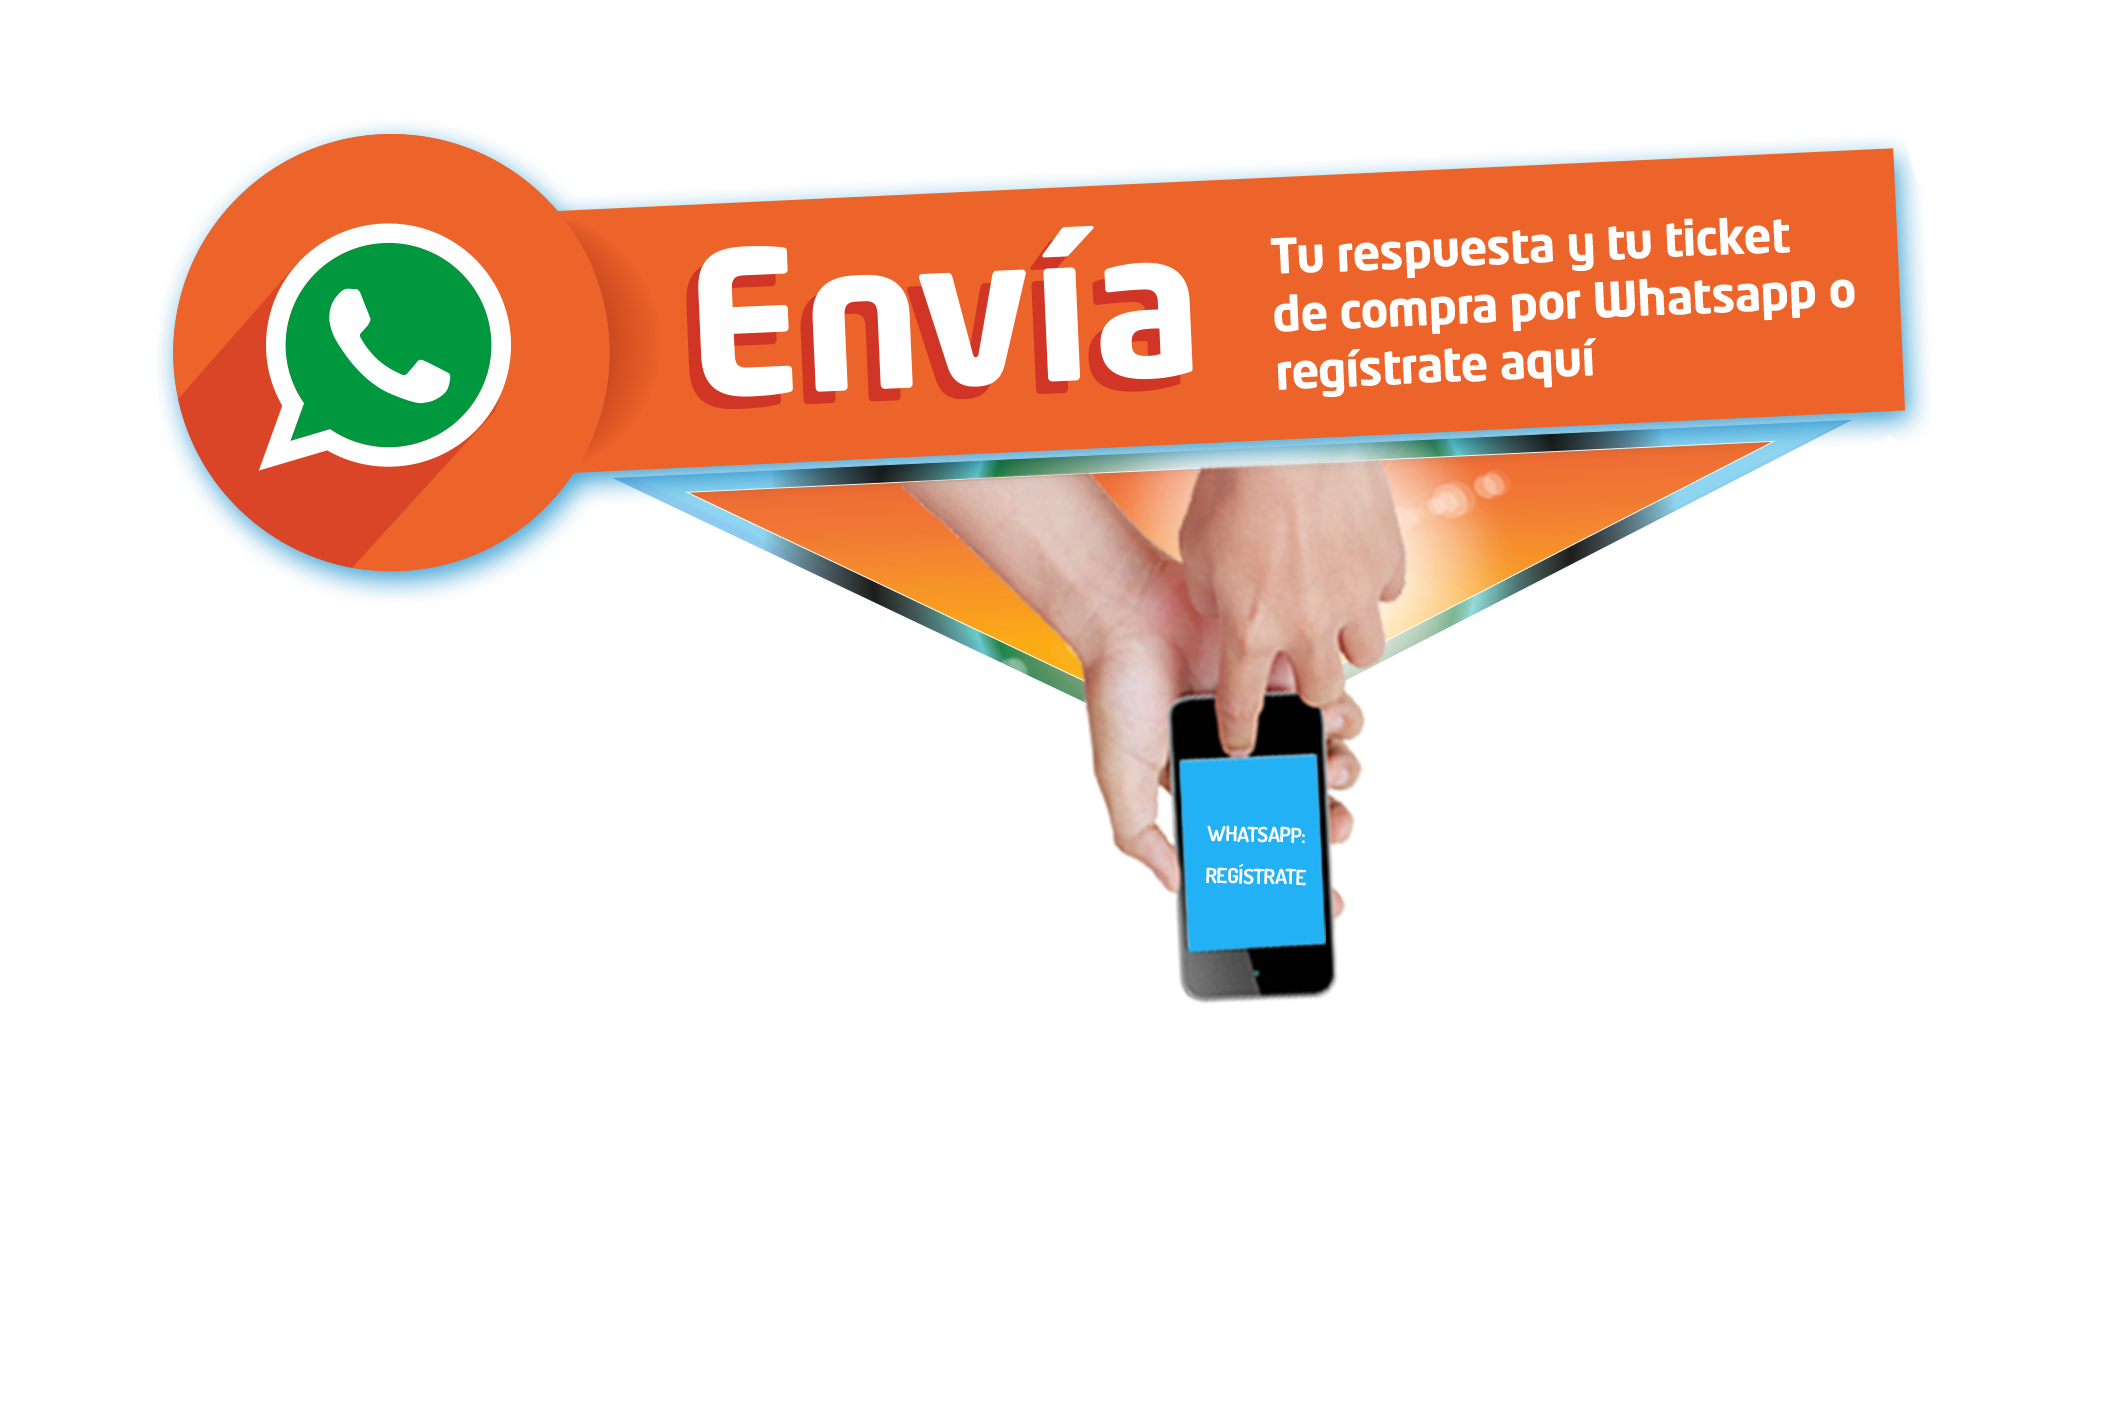 Envía
Tu respuesta y tu ticket
de compra por Whatsapp o
regístrate aquí
WHATSAPP:
REGÍSTRATE